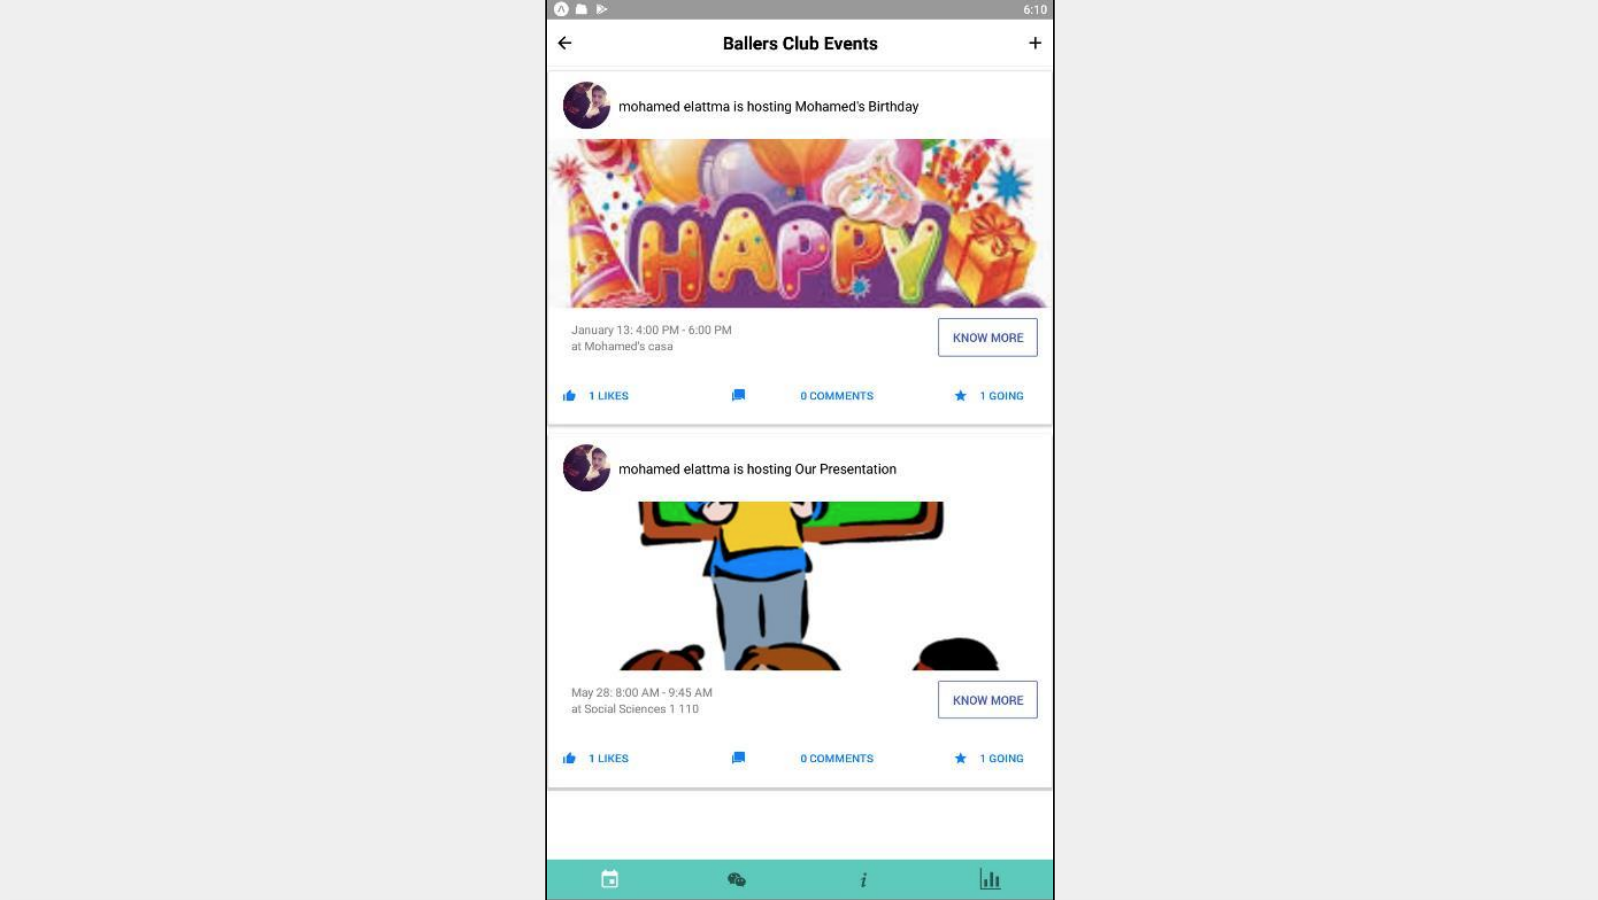 6:10
Ballers Club Events
mohamed elattma is hosting Mohamed's Birthday
HAPPY
January 13: 4:00 PM - 6:00 PM
at Mohamed's casa
KNOW MORE
1 LIKES
0 COMMENTS
1 GOING
mohamed elattma is hosting Our Presentation
May 28: 8:00 AM - 9:45 AM
at Social Sciences 1 110
KNOW MORE
1 LIKES
0 COMMENTS
1 GOING